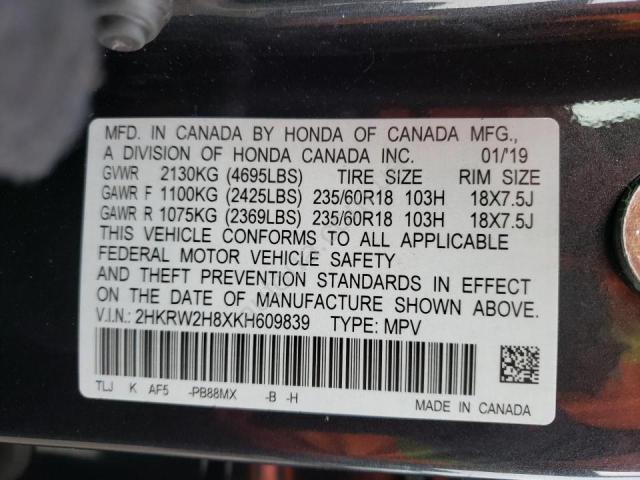 MFD. IN CANADA BY HONDA OF CANADA MFG.,
A DIVISION OF HONDA CANADA INC. 01/'19
GVWR 2130KG (4695LBS) TIRE SIZE RIM SIZE
GAWR F 1100KG (2425LBS) 235/60R18 103H 18X7.5J
GAWR R 1075KG (2369LBS) 235/60R18 103H 18X7.5J
THIS VEHICLE CONFORMS TO ALL APPLICABLE
FEDERAL MOTOR VEHICLE SAFETY
AND THEFT PREVENTION STANDARDS IN EFFECT
ON THE DATE OF MANUFACTURE SHOWN ABOVE.
V.I.N.: 2HKRW2H8XKH609839 TYPE: MPV
TLJ K AF5 -PB88MX -B -H
MADE IN CANADA